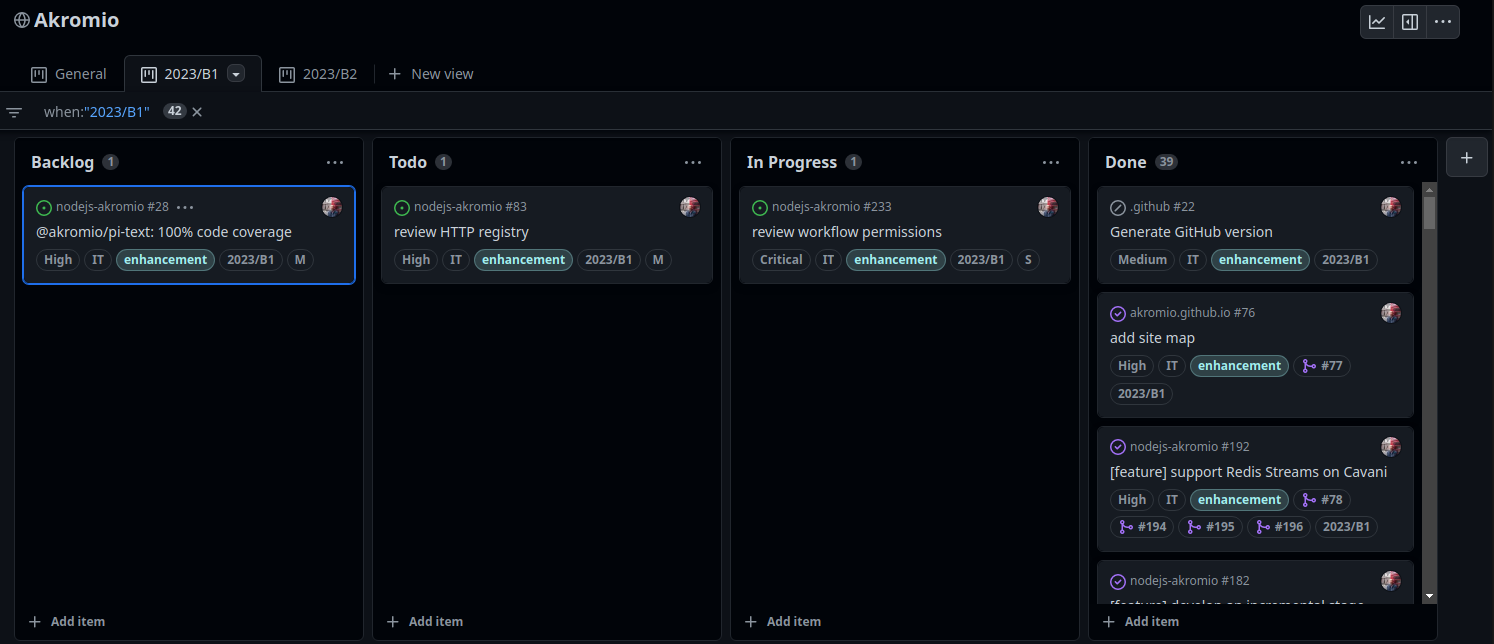 Akromio
General
2023/B1
2023/B2
New view
when:"2023/B1" 42
Backlog 1
nodejs-akromio #28
@akromio/pi-text: 100% code coverage
High IT enhancement 2023/B1 M
Add item
Todo 1
nodejs-akromio #83
review HTTP registry
High IT enhancement 2023/B1 M
Add item
In Progress 1
nodejs-akromio #233
review workflow permissions
Critical IT enhancement 2023/B1 S
Add item
Done 39
.github #22
Generate GitHub version
Medium IT enhancement 2023/B1
akromio.github.io #76
add site map
High IT enhancement #77
2023/B1
nodejs-akromio #192
[feature] support Redis Streams on Cavani
High IT enhancement #78
#194 #195 #196 2023/B1
nodejs-akromio #182
[feature] develop an incremental stage
Add item